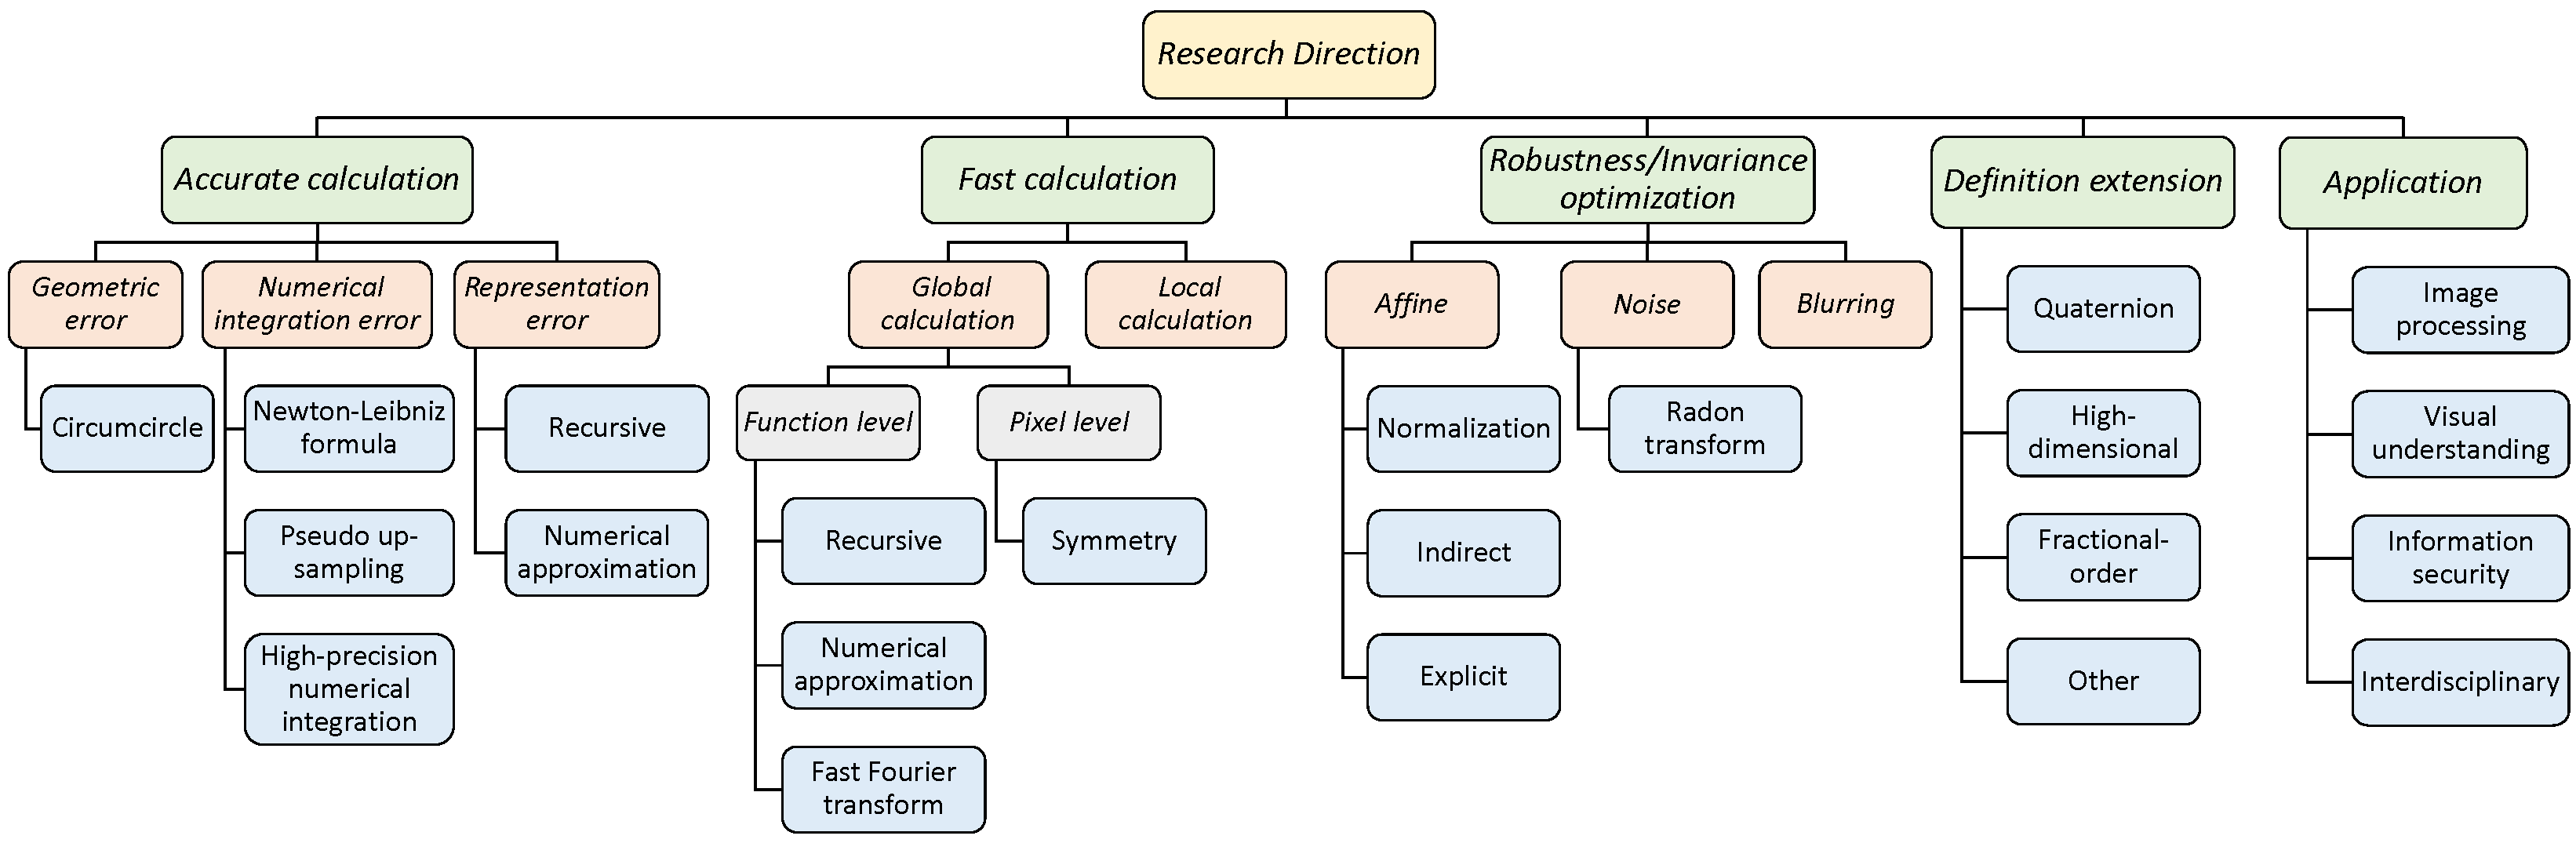 Research Direction
Accurate calculation
Fast calculation
Robustness/Invariance
optimization
Definition extension
Application
Geometric
error
Numerical
integration error
Representation
error
Global
calculation
Local
calculation
Affine
Noise
Blurring
Circumcircle
Newton-Leibniz
formula
Pseudo up-
sampling
High-precision
numerical
integration
Recursive
Numerical
approximation
Function level
Pixel level
Recursive
Numerical
approximation
Fast Fourier
transform
Symmetry
Normalization
Indirect
Explicit
Radon
transform
Quaternion
High-
dimensional
Fractional-
order
Other
Image
processing
Visual
understanding
Information
security
Interdisciplinary